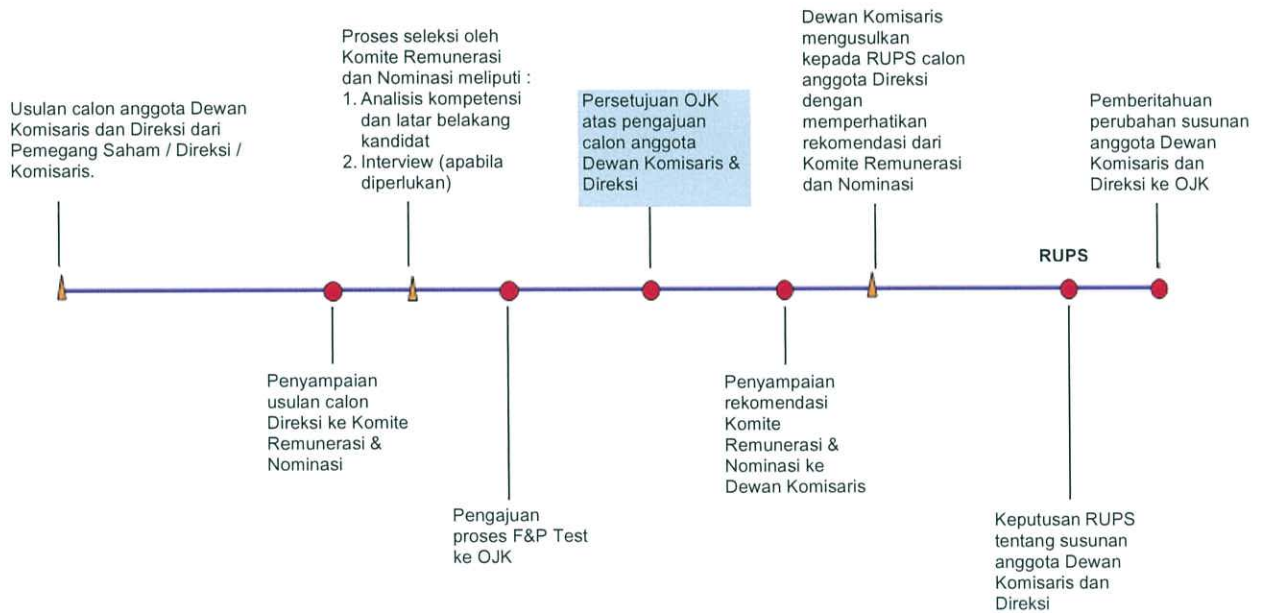 Usulan calon anggota Dewan
Komisaris dan Direksi dari
Pemegang Saham / Direksi /
Komisaris.
Penyampaian
usulan calon
Direksi ke Komite
Remunerasi &
Nominasi
Proses seleksi oleh
Komite Remunerasi
dan Nominasi meliputi :
1. Analisis kompetensi
dan latar belakang
kandidat
2. Interview (apabila
diperlukan)
Pengajuan
proses F&P Test
ke OJK
Persetujuan OJK
atas pengajuan
calon anggota
Dewan Komisaris &
Direksi
Penyampaian
rekomendasi
Komite
Remunerasi &
Nominasi ke
Dewan Komisaris
Dewan Komisaris
mengusulkan
kepada RUPS calon
anggota Direksi
dengan
memperhatikan
rekomendasi dari
Komite Remunerasi
dan Nominasi
RUPS
Keputusan RUPS
tentang susunan
anggota Dewan
Komisaris dan
Direksi
Pemberitahuan
perubahan susunan
anggota Dewan
Komisaris dan
Direksi ke OJK